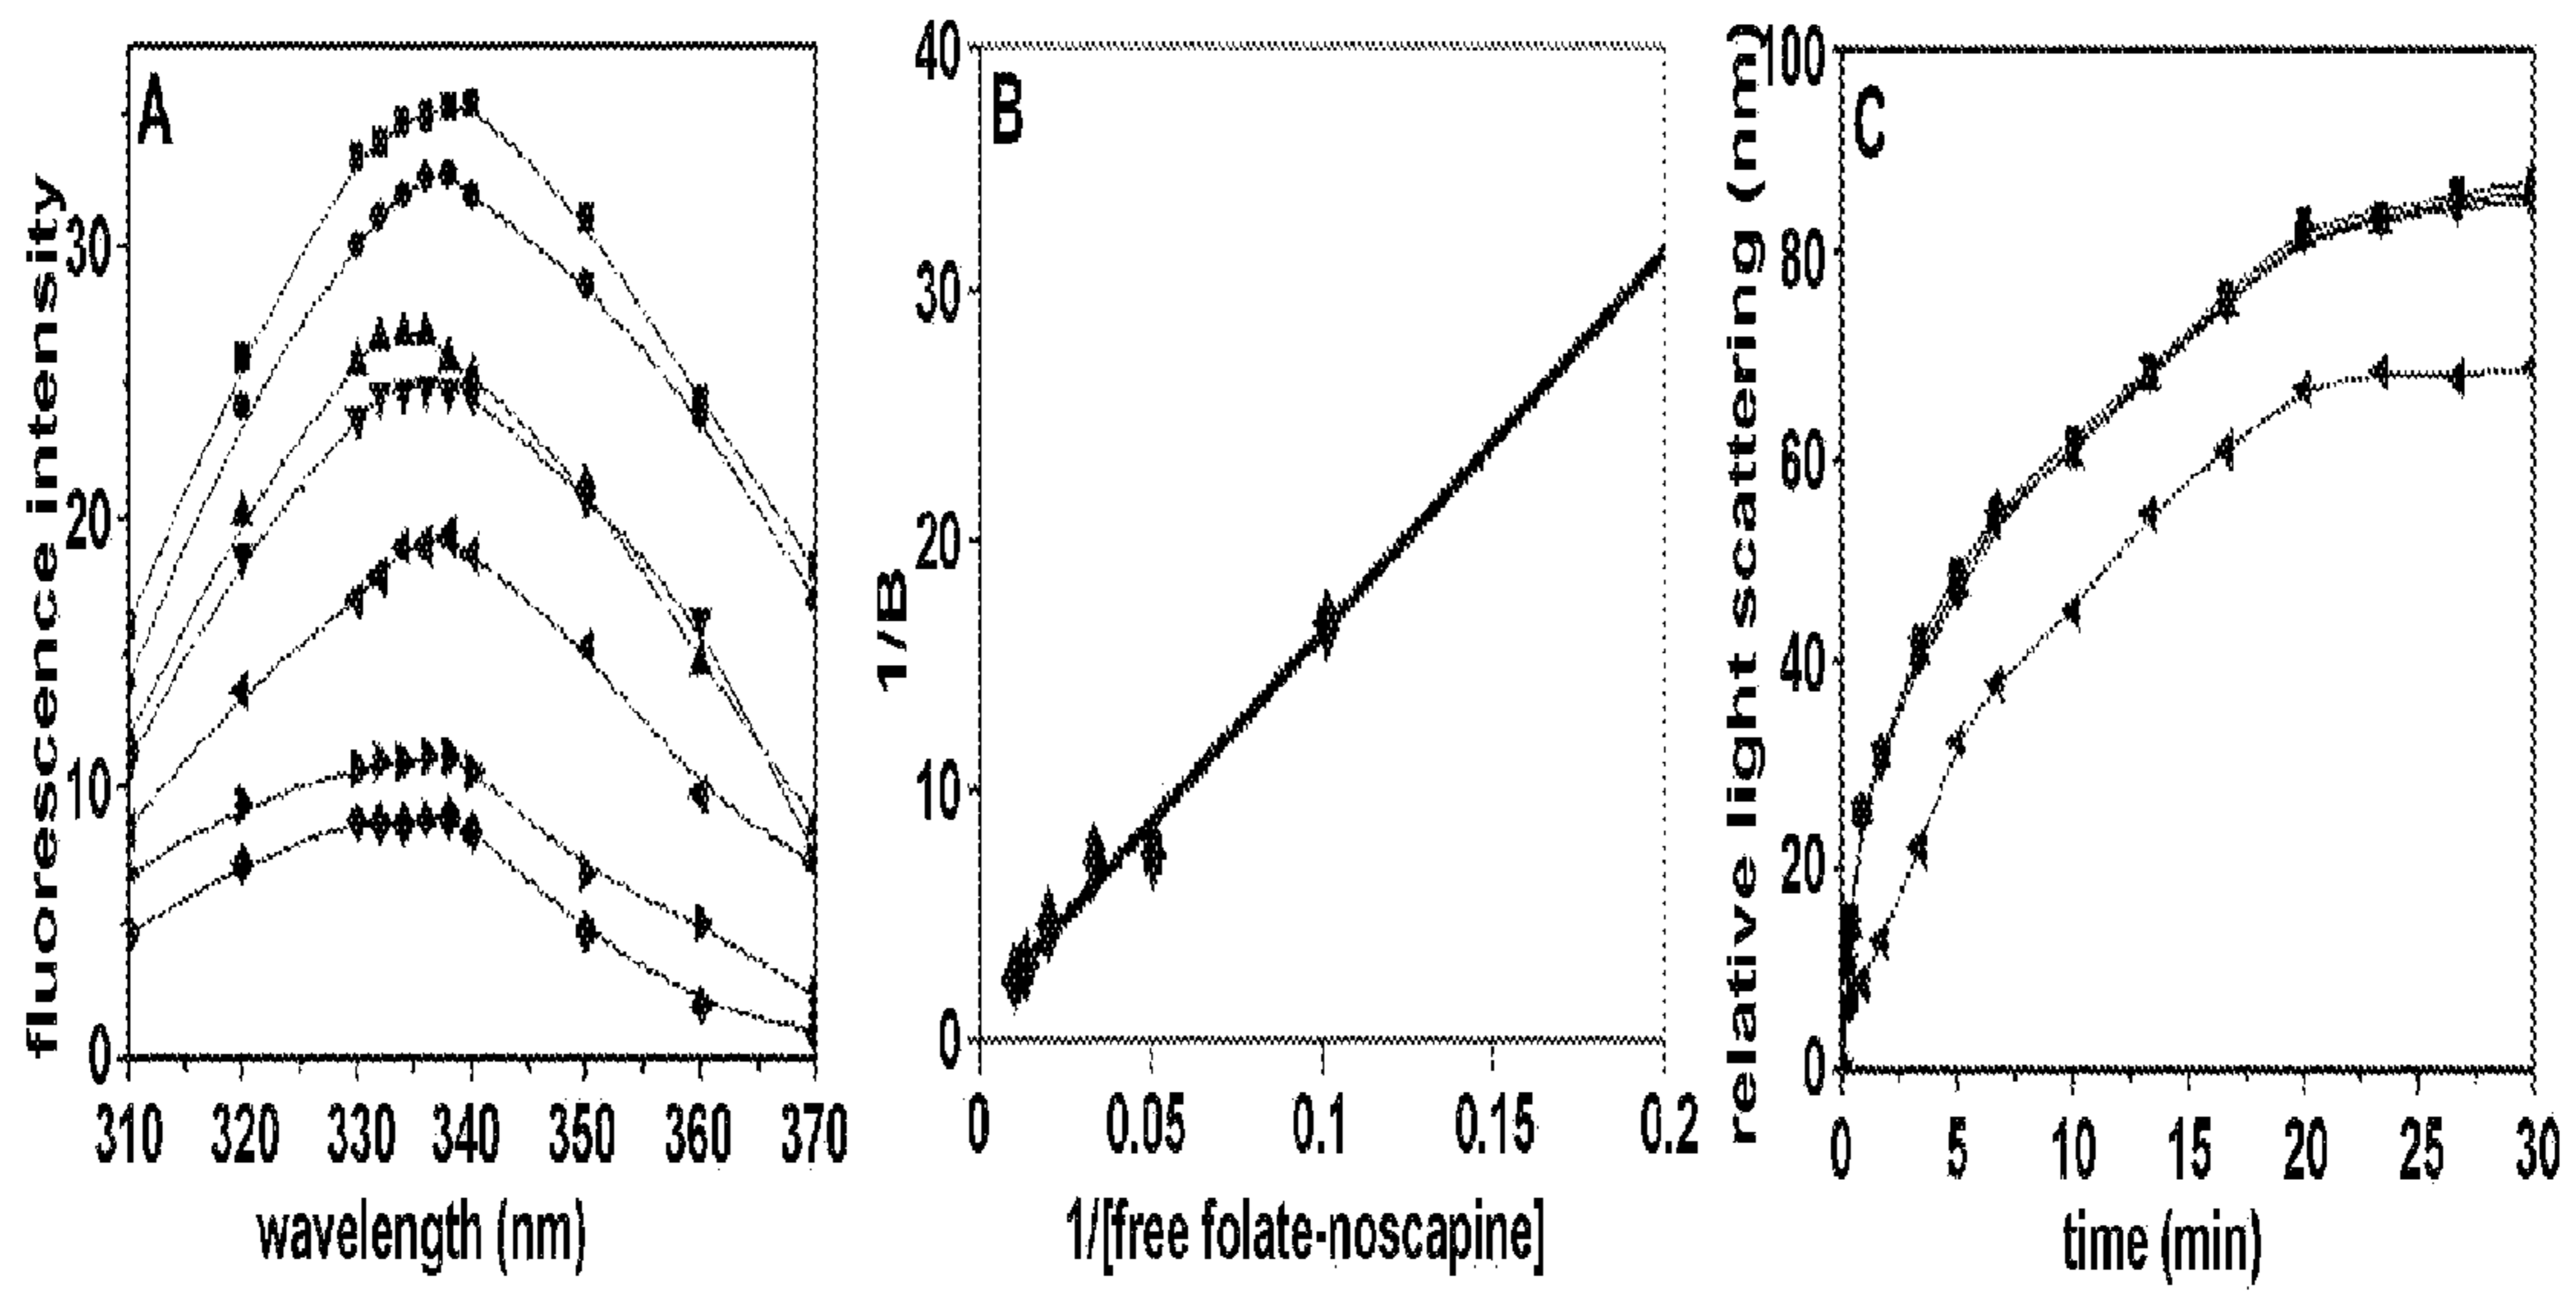 A
fluorescence intensity
30
20
10
0
310 320 330 340 350 360 370
wavelength (nm)
B
1/B
40
30
20
10
0
0 0.05 0.1 0.15 0.2
1/[free folate-noscapine]
C
relative light scattering (nm)
100
80
60
40
20
0
0 5 10 15 20 25 30
time (min)